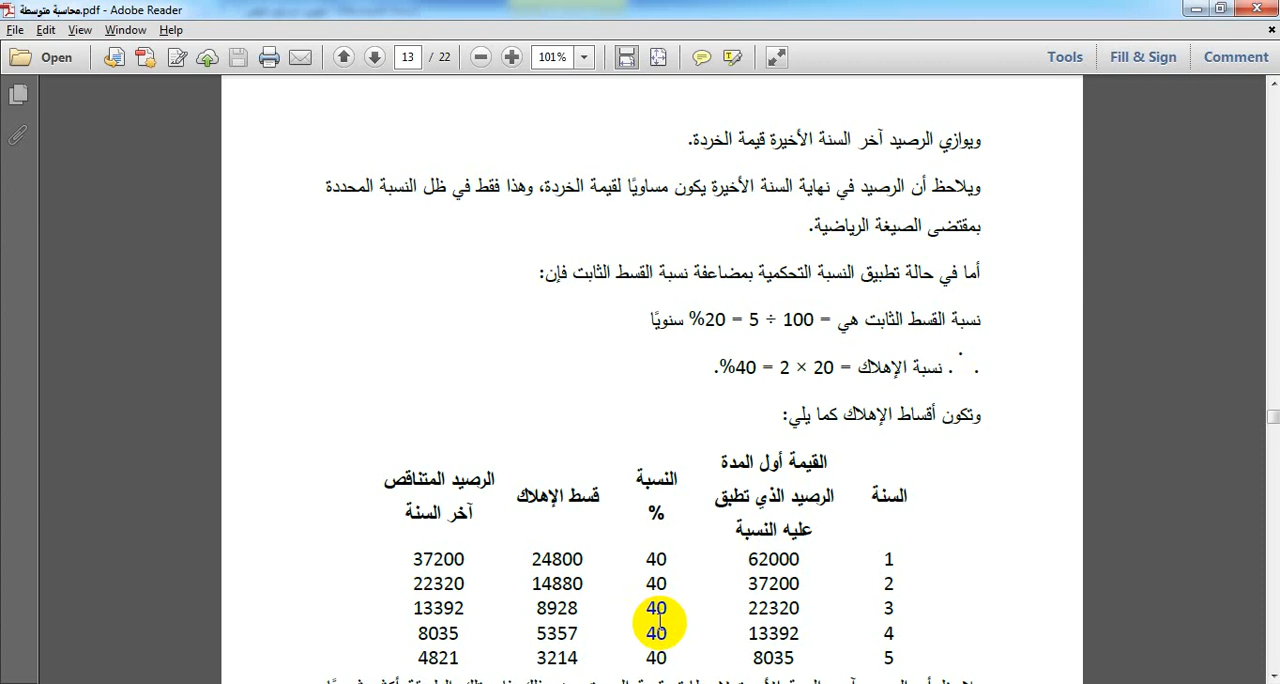 محاسبة متوسطة.pdf - Adobe Reader
File Edit View Window Help
Open 13 / 22 101% Tools Fill & Sign Comment
ويوازي الرصيد آخر السنة الأخيرة قيمة الخردة.
ويلاحظ أن الرصيد في نهاية السنة الأخيرة يكون مساويًا لقيمة الخردة، وهذا فقط في ظل النسبة المحددة
بمقتضى الصيغة الرياضية.
أما في حالة تطبيق النسبة التحكمية بمضاعفة نسبة القسط الثابت فإن:
نسبة القسط الثابت هي = 100 ÷ 5 = 20% سنويًا
. ˙ . نسبة الإهلاك = 20 × 2 = 40%.
وتكون أقساط الإهلاك كما يلي:
السنة القيمة أول المدة الرصيد الذي تطبق عليه النسبة النسبة % قسط الإهلاك الرصيد المتناقص آخر السنة
1 62000 40 24800 37200
2 37200 40 14880 22320
3 22320 40 8928 13392
4 13392 40 5357 8035
5 8035 40 3214 4821